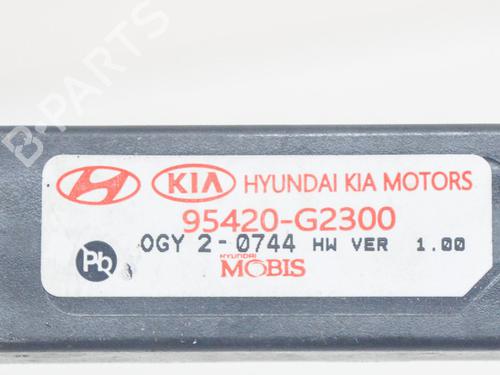 B-PARTS
KIA HYUNDAI KIA MOTORS
95420-G2300
OGY 2-0744 HW VER 1.00
Pb
HYUNDAI
MOBIS